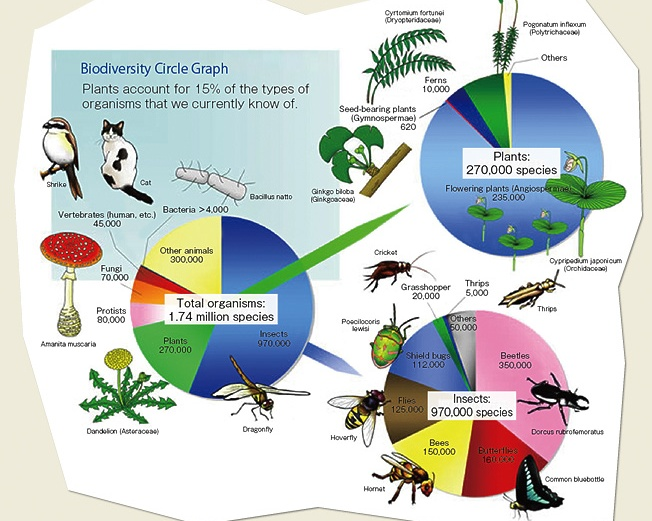 Biodiversity Circle Graph
Plants account for 15% of the types of
organisms that we currently know of.
Cyrtomium fortunei
(Dryopteridaceae)
Pogonatum inflexum
(Polytrichaceae)
Others
Ferns
10,000
Seed-bearing plants
(Gymnospermae)
620
Plants:
270,000 species
Flowering plants (Angiospermae)
235,000
Ginkgo biloba
(Ginkgoaceae)
Cypripedium japonicum
(Orchidaceae)
Shrike
Cat
Bacillus natto
Vertebrates (human, etc.)
45,000
Bacteria >4,000
Other animals
300,000
Fungi
70,000
Protists
80,000
Total organisms:
1.74 million species
Plants
270,000
Insects
970,000
Amanita muscaria
Dandelion (Asteraceae)
Dragonfly
Cricket
Grasshopper
20,000
Thrips
5,000
Thrips
Others
50,000
Poecilocoris
lewisi
Shield bugs
112,000
Beetles
350,000
Flies
125,000
Insects:
970,000 species
Hoverfly
Bees
150,000
Butterflies
Dorcus rubrofemoratus
Hornet
Common bluebottle